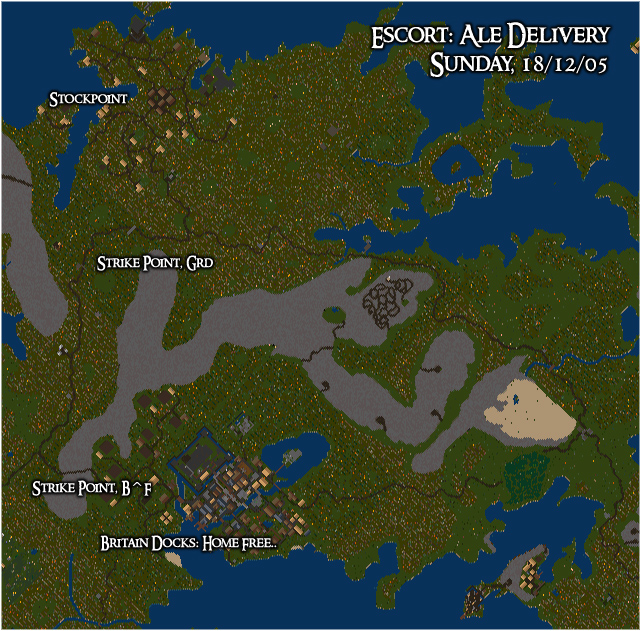 Escort: Ale Delivery
Sunday, 18/12/05
Stockpoint
Strike Point, Grd
Strike Point, B^F
Britain Docks: Home Free..